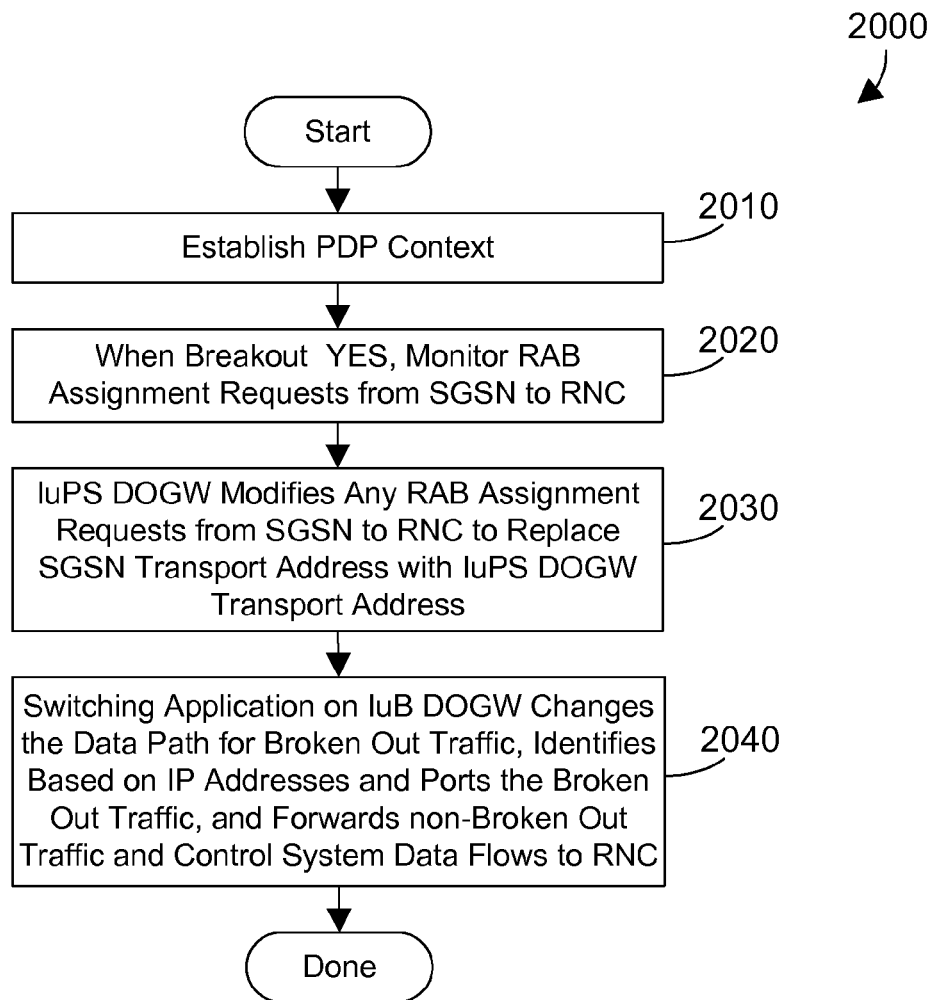 2000
Start
2010
Establish PDP Context
2020
When Breakout YES, Monitor RAB
Assignment Requests from SGSN to RNC
2030
IuPS DOGW Modifies Any RAB Assignment
Requests from SGSN to RNC to Replace
SGSN Transport Address with IuPS DOGW
Transport Address
2040
Switching Application on IuB DOGW Changes
the Data Path for Broken Out Traffic, Identifies
Based on IP Addresses and Ports the Broken
Out Traffic, and Forwards non-Broken Out
Traffic and Control System Data Flows to RNC
Done